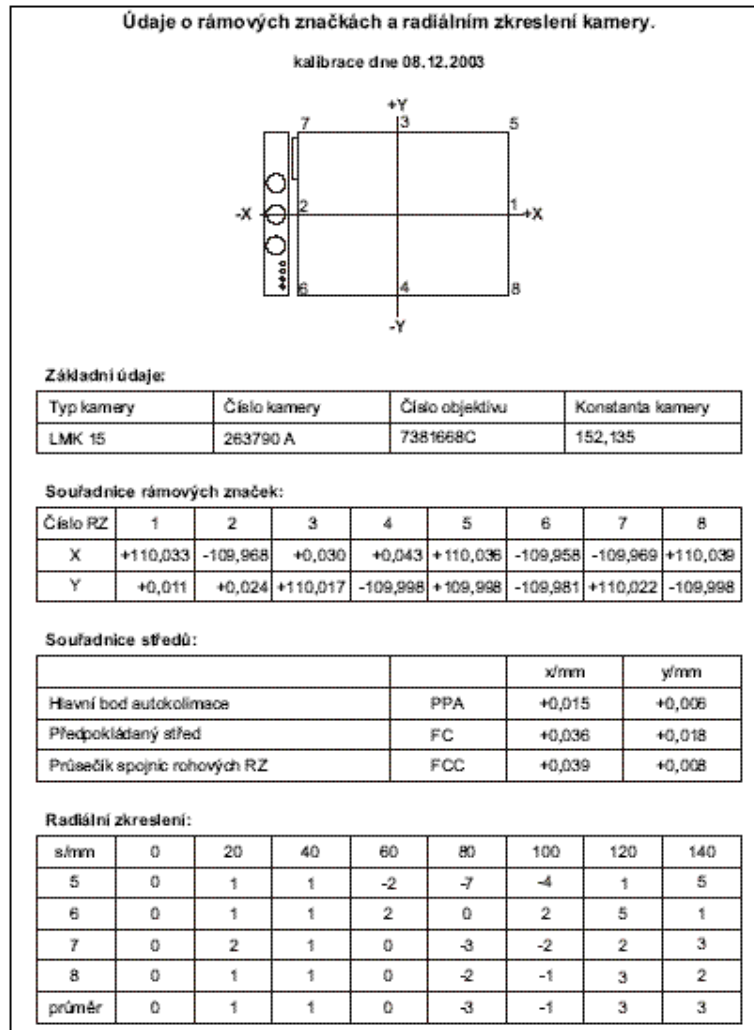 Údaje o rámových značkách a radiálním zkreslení kamery.
kalibrace dne 08.12.2003
+Y
7 3 5
-X 2 1 +X
6 4 8
-Y
Základní údaje:
Typ kamery Číslo kamery Číslo objektivu Konstanta kamery
LMK 15 263790 A 7381668C 152,135
Souřadnice rámových značek:
Číslo RZ 1 2 3 4 5 6 7 8
X +110,033 -109,968 +0,030 +0,043 +110,036 -109,958 -109,969 +110,039
Y +0,011 +0,024 +110,017 -109,998 +109,998 -109,981 +110,022 -109,998
Souřadnice středů:
x/mm y/mm
Hlavní bod autokolimace PPA +0,015 +0,006
Předpokládaný střed FC +0,036 +0,018
Průsečík spojnic rohových RZ FCC +0,039 +0,008
Radiální zkreslení:
s/mm 0 20 40 60 80 100 120 140
5 0 1 1 -2 -7 -4 1 5
6 0 1 1 2 0 2 5 1
7 0 2 1 0 -3 -2 2 3
8 0 1 1 0 -2 -1 3 2
průměr 0 1 1 0 -3 -1 3 3